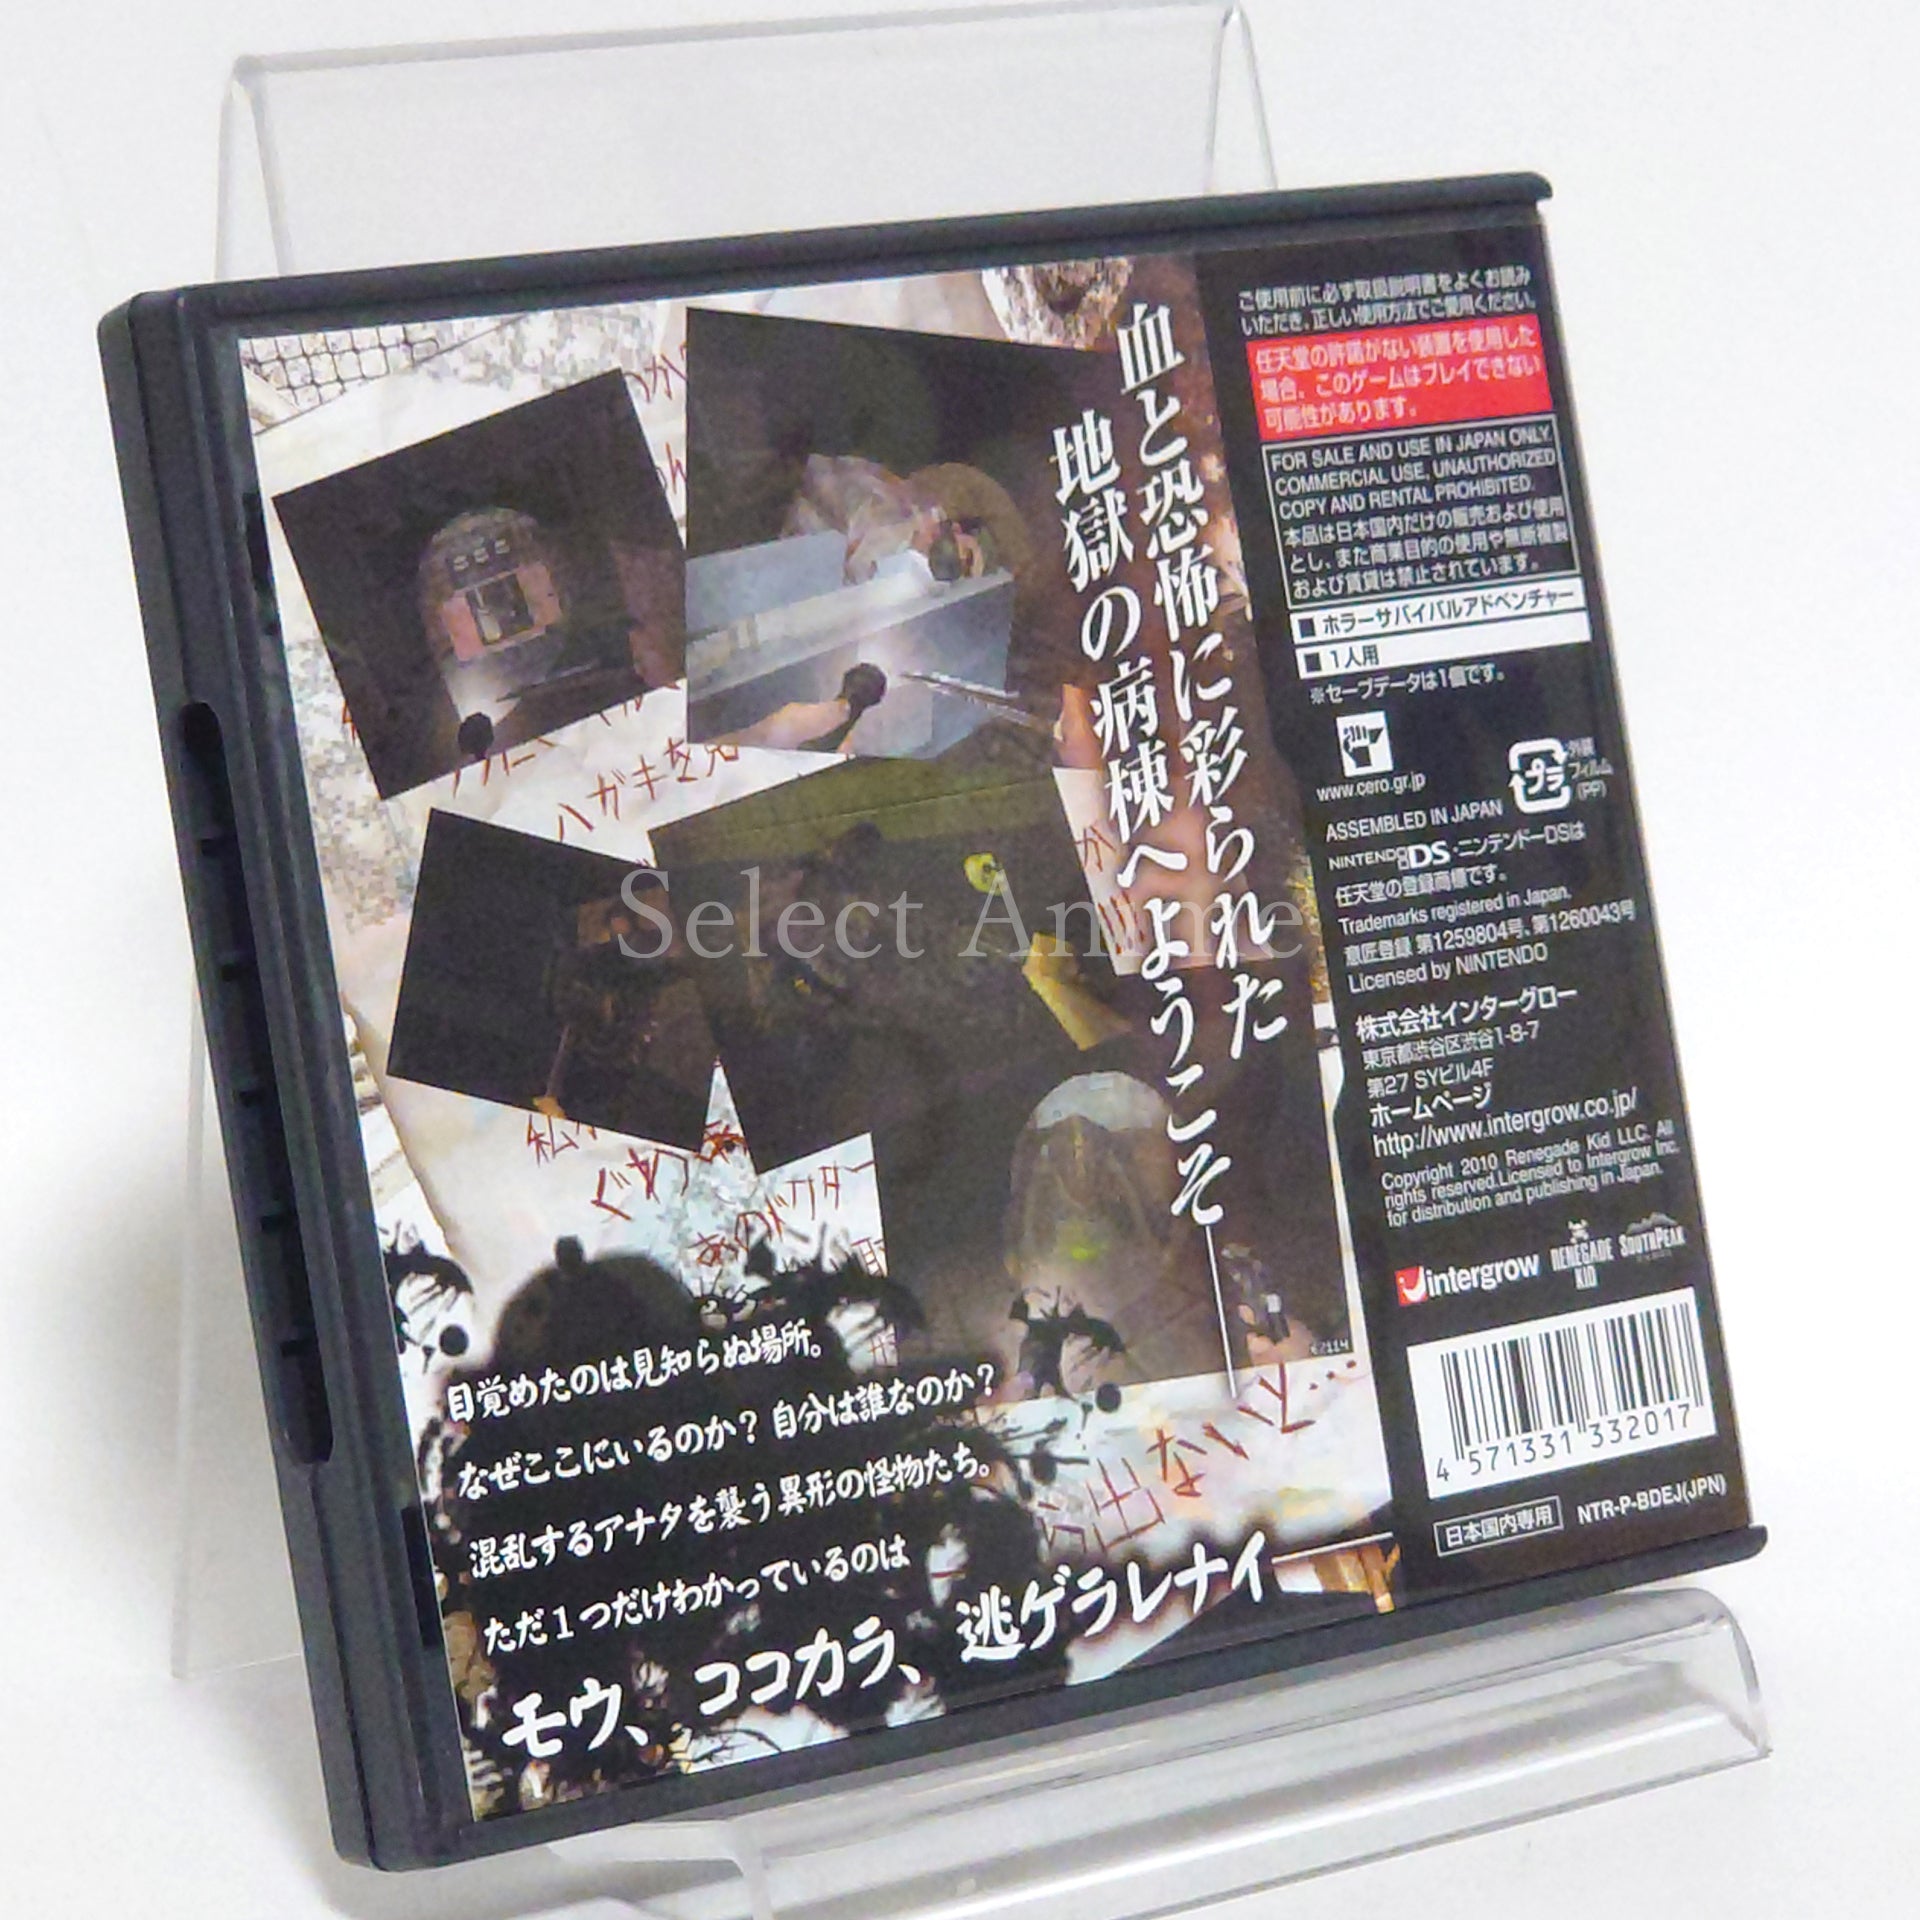 血と恐怖に彩られた
地獄の病棟へようこそ――
ハガキを見
あのドクター
出ない
Select Anime
目覚めたのは見知らぬ場所。
なぜここにいるのか？自分は誰なのか？
混乱するアナタを襲う異形の怪物たち。
ただ１つだけわかっているのは
モウ、ココカラ、逃ゲラレナイ―
ご使用前に必ず取扱説明書をよくお読み
いただき、正しい使用方法でご愛用ください。
任天堂の許諾がない装置を使用した
場合、このゲームはプレイできない
可能性があります。
FOR SALE AND USE IN JAPAN ONLY.
COMMERCIAL USE, UNAUTHORIZED
COPY AND RENTAL PROHIBITED.
本品は日本国内だけの販売および使用
とし、また商業目的の使用や無断複製
および賃貸は禁止されています。
■ ホラーサバイバルアドベンチャー
■ 1人用
※セーブデータは1個です。
www.cero.gr.jp
プラ
外装
フィルム
(PP)
ASSEMBLED IN JAPAN
NINTENDO DS・ニンテンドーDSは
任天堂の登録商標です。
Trademarks registered in Japan.
意匠登録 第1259804号、第1260043号
Licensed by NINTENDO
株式会社インターグロー
東京都渋谷区渋谷1-8-7
第27 SYビル4F
ホームページ
http://www.intergrow.co.jp/
Copyright 2010 Renegade Kid LLC. All
rights reserved.Licensed to Intergrow Inc.
for distribution and publishing in Japan.
intergrow
RENEGADE KID
SOUTHPEAK
4 571331 332017
日本国内専用
NTR-P-BDEJ(JPN)